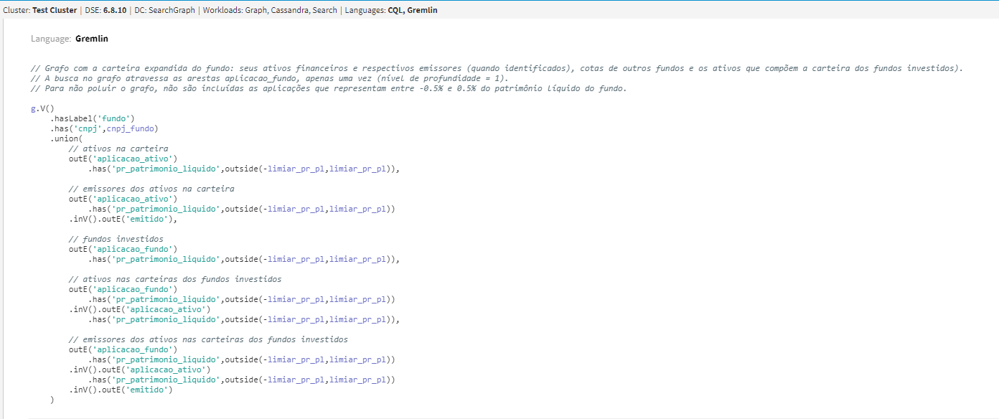 Cluster: Test Cluster | DSE: 6.8.10 | DC: SearchGraph | Workloads: Graph, Cassandra, Search | Languages: CQL, Gremlin
Language: Gremlin
// Grafo com a carteira expandida do fundo: seus ativos financeiros e respectivos emissores (quando identificados), cotas de outros fundos e os ativos que compõem a carteira dos fundos investidos).
// A busca no grafo atravessa as arestas aplicacao_fundo, apenas uma vez (nível de profundidade = 1).
// Para não poluir o grafo, não são incluídas as aplicações que representam entre -0.5% e 0.5% do patrimônio líquido do fundo.
g.V()
.hasLabel('fundo')
.has('cnpj',cnpj_fundo)
.union(
// ativos na carteira
outE('aplicacao_ativo')
.has('pr_patrimonio_liquido',outside(-limiar_pr_pl,limiar_pr_pl)),
// emissores dos ativos na carteira
outE('aplicacao_ativo')
.has('pr_patrimonio_liquido',outside(-limiar_pr_pl,limiar_pr_pl))
.inV().outE('emitido'),
// fundos investidos
outE('aplicacao_fundo')
.has('pr_patrimonio_liquido',outside(-limiar_pr_pl,limiar_pr_pl)),
// ativos nas carteiras dos fundos investidos
outE('aplicacao_fundo')
.has('pr_patrimonio_liquido',outside(-limiar_pr_pl,limiar_pr_pl))
.inV().outE('aplicacao_ativo')
.has('pr_patrimonio_liquido',outside(-limiar_pr_pl,limiar_pr_pl)),
// emissores dos ativos nas carteiras dos fundos investidos
outE('aplicacao_fundo')
.has('pr_patrimonio_liquido',outside(-limiar_pr_pl,limiar_pr_pl))
.inV().outE('aplicacao_ativo')
.has('pr_patrimonio_liquido',outside(-limiar_pr_pl,limiar_pr_pl))
.inV().outE('emitido')
)